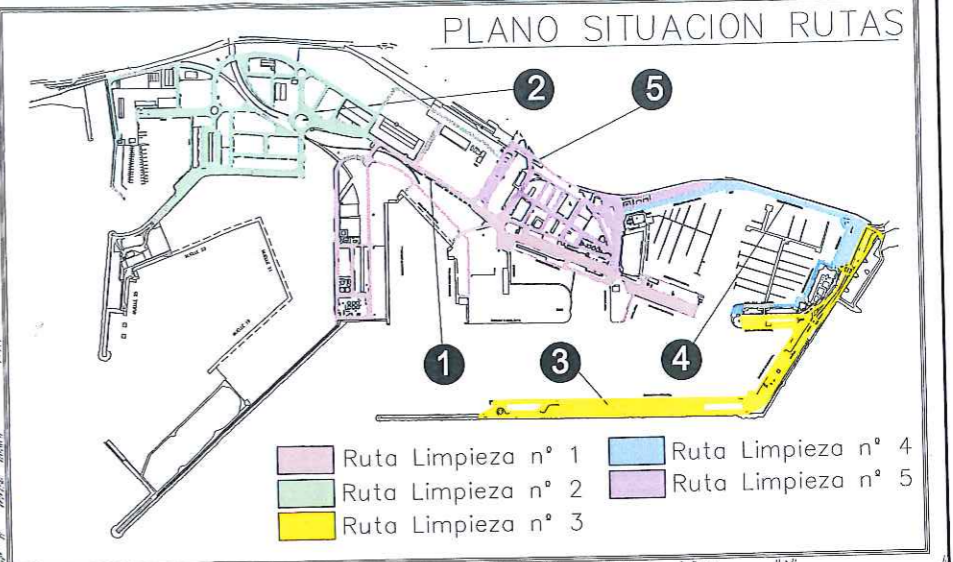 PLANO SITUACION RUTAS
2
5
1
3
4
Ruta Limpieza nº 1
Ruta Limpieza nº 2
Ruta Limpieza nº 3
Ruta Limpieza nº 4
Ruta Limpieza nº 5